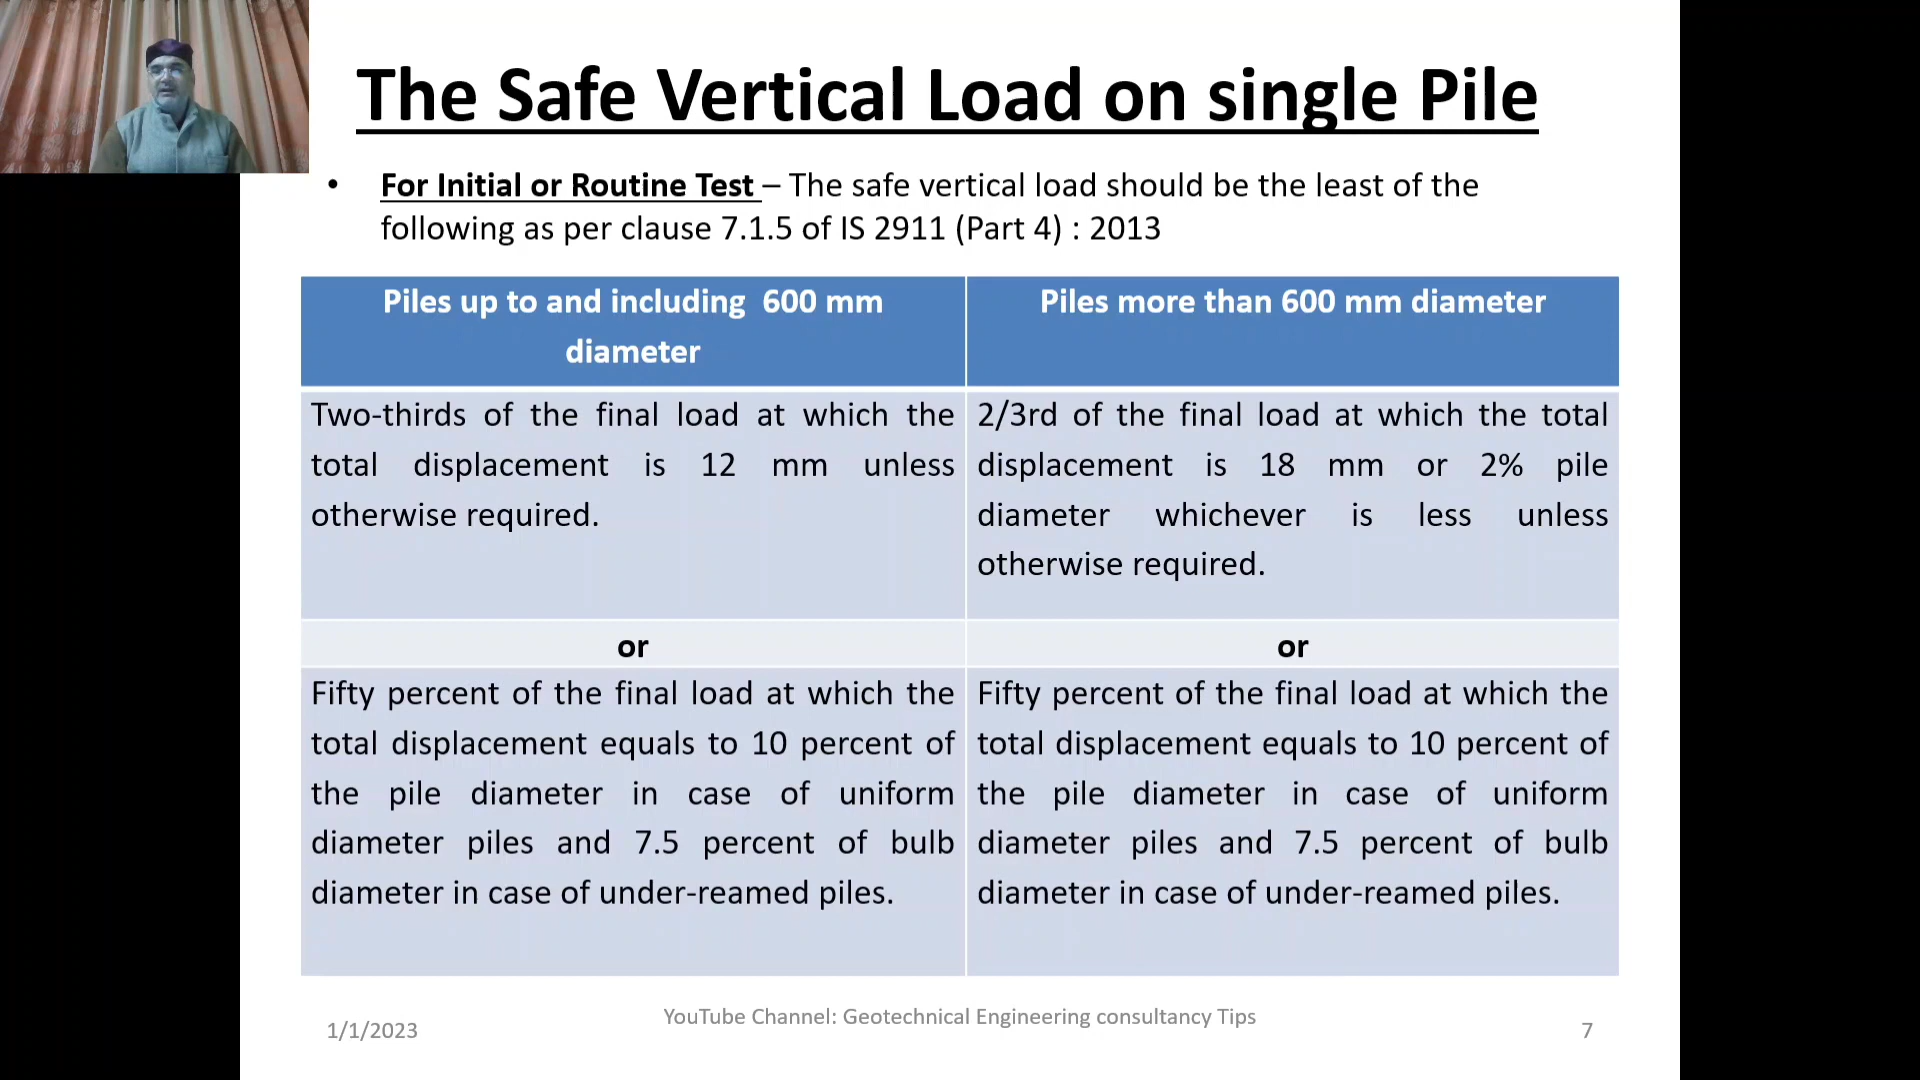 The Safe Vertical Load on single Pile
• For Initial or Routine Test – The safe vertical load should be the least of the
following as per clause 7.1.5 of IS 2911 (Part 4) : 2013
Piles up to and including 600 mm
diameter
Piles more than 600 mm diameter
Two-thirds of the final load at which the
total displacement is 12 mm unless
otherwise required.
2/3rd of the final load at which the total
displacement is 18 mm or 2% pile
diameter whichever is less unless
otherwise required.
or
or
Fifty percent of the final load at which the
total displacement equals to 10 percent of
the pile diameter in case of uniform
diameter piles and 7.5 percent of bulb
diameter in case of under-reamed piles.
Fifty percent of the final load at which the
total displacement equals to 10 percent of
the pile diameter in case of uniform
diameter piles and 7.5 percent of bulb
diameter in case of under-reamed piles.
1/1/2023
YouTube Channel: Geotechnical Engineering consultancy Tips
7